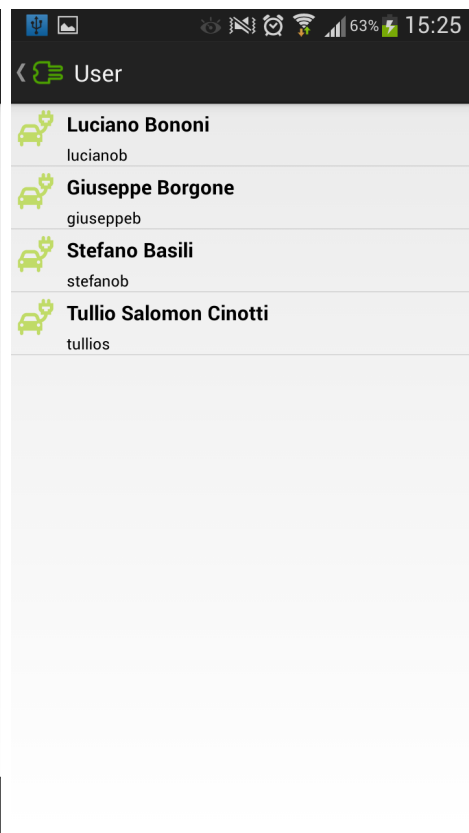 63% 15:25
User
Luciano Bononi
lucianob
Giuseppe Borgone
giuseppeb
Stefano Basili
stefanob
Tullio Salomon Cinotti
tullios